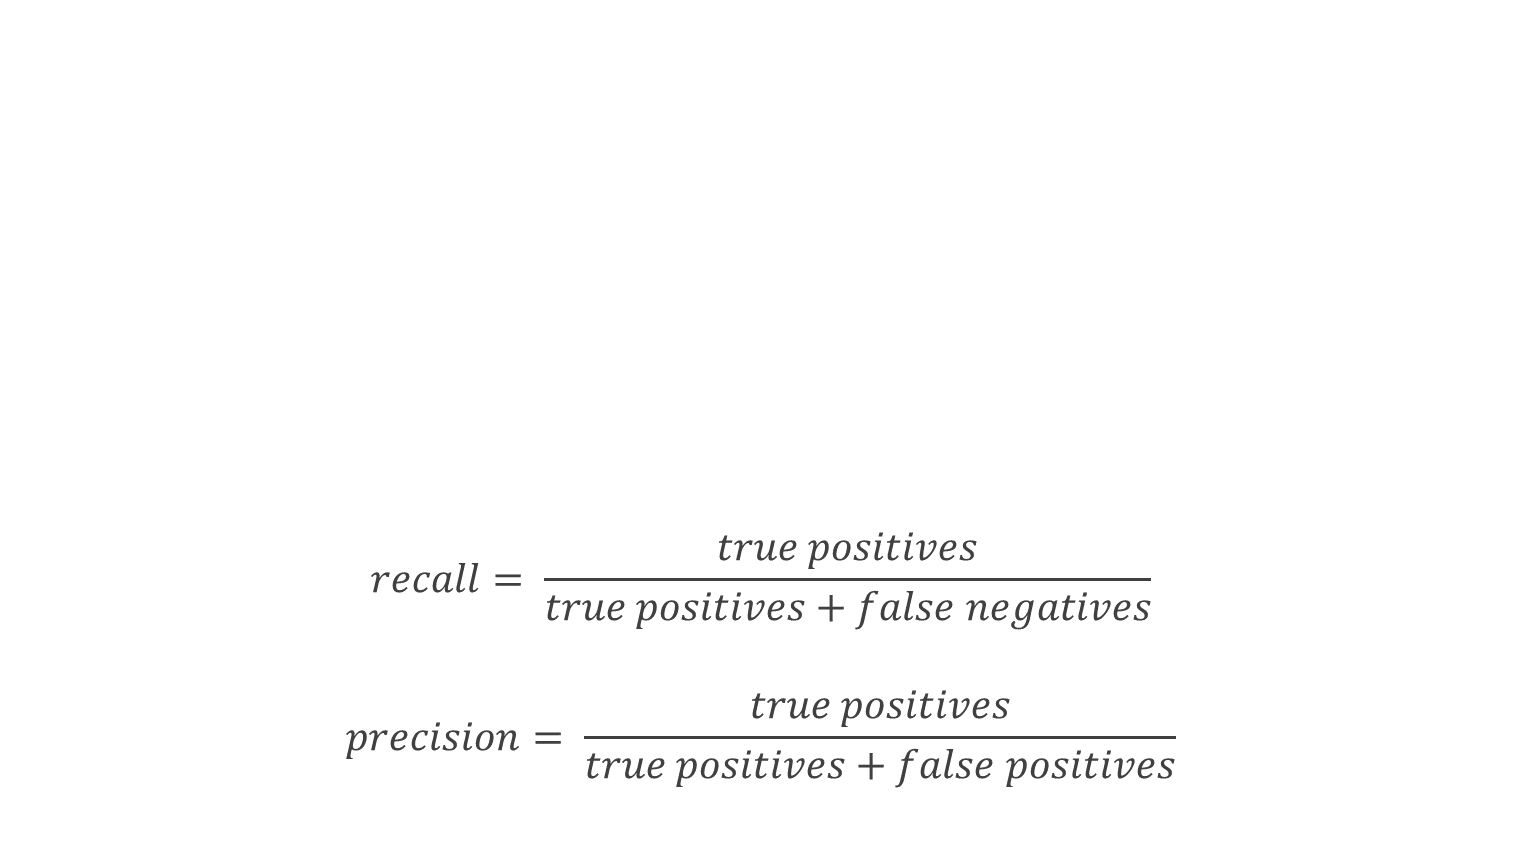 recall = true positives / true positives + false negatives
precision = true positives / true positives + false positives